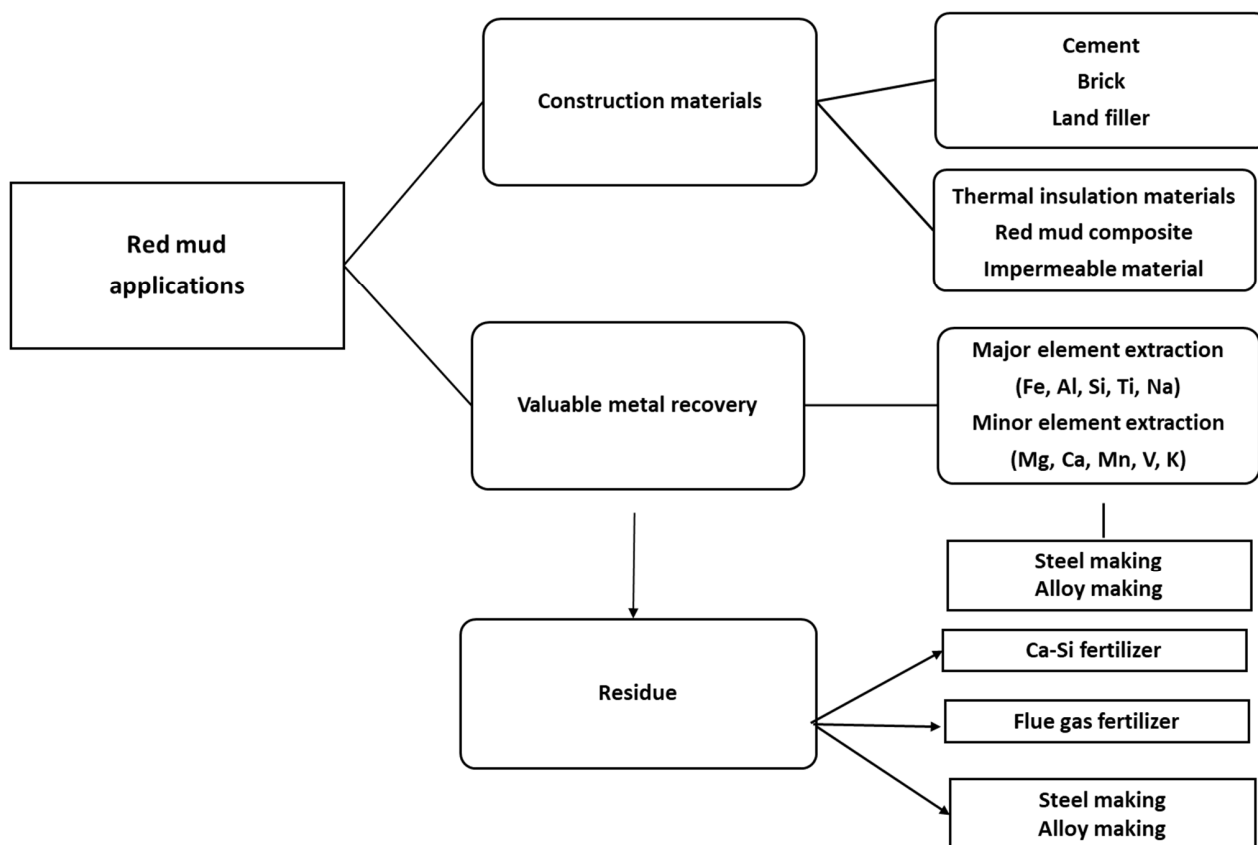 Red mud
applications
Construction materials
Cement
Brick
Land filler
Thermal insulation materials
Red mud composite
Impermeable material
Valuable metal recovery
Major element extraction
(Fe, Al, Si, Ti, Na)
Minor element extraction
(Mg, Ca, Mn, V, K)
Steel making
Alloy making
Residue
Ca-Si fertilizer
Flue gas fertilizer
Steel making
Alloy making